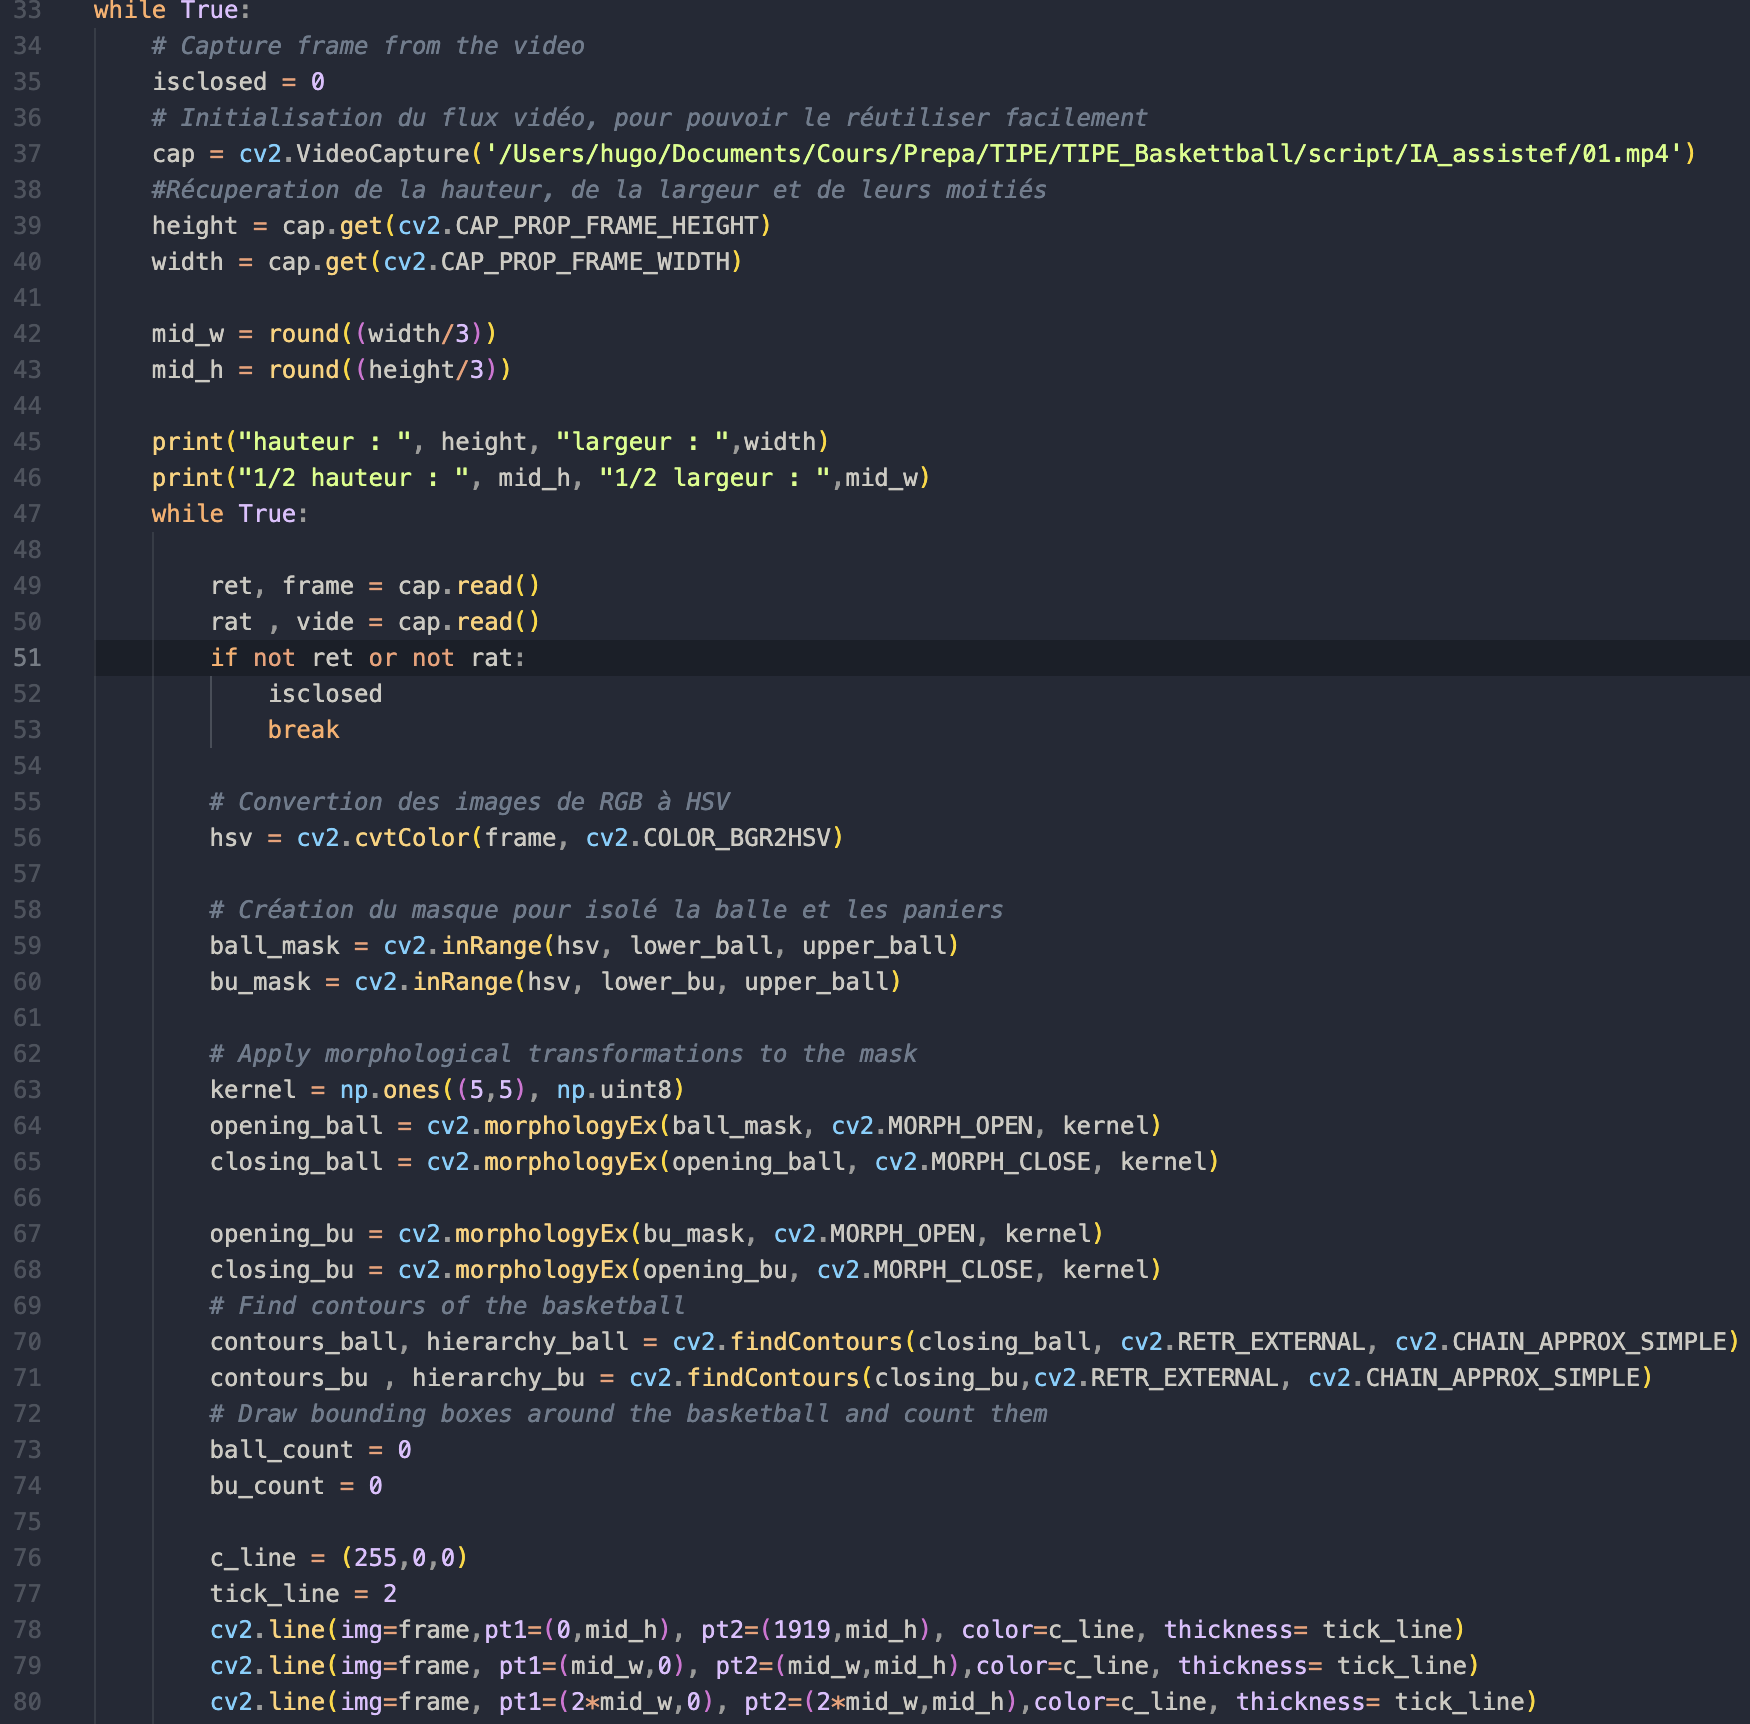 33 while True:
34 # Capture frame from the video
35 isclosed = 0
36 # Initialisation du flux vidéo, pour pouvoir le réutiliser facilement
37 cap = cv2.VideoCapture('/Users/hugo/Documents/Cours/Prepa/TIPE/TIPE_Baskettball/script/IA_assistef/01.mp4')
38 #Récuperation de la hauteur, de la largeur et de leurs moitiés
39 height = cap.get(cv2.CAP_PROP_FRAME_HEIGHT)
40 width = cap.get(cv2.CAP_PROP_FRAME_WIDTH)
41
42 mid_w = round((width/3))
43 mid_h = round((height/3))
44
45 print("hauteur : ", height, "largeur : ",width)
46 print("1/2 hauteur : ", mid_h, "1/2 largeur : ",mid_w)
47 while True:
48
49 ret, frame = cap.read()
50 rat , vide = cap.read()
51 if not ret or not rat:
52 isclosed
53 break
54
55 # Convertion des images de RGB à HSV
56 hsv = cv2.cvtColor(frame, cv2.COLOR_BGR2HSV)
57
58 # Création du masque pour isolé la balle et les paniers
59 ball_mask = cv2.inRange(hsv, lower_ball, upper_ball)
60 bu_mask = cv2.inRange(hsv, lower_bu, upper_ball)
61
62 # Apply morphological transformations to the mask
63 kernel = np.ones((5,5), np.uint8)
64 opening_ball = cv2.morphologyEx(ball_mask, cv2.MORPH_OPEN, kernel)
65 closing_ball = cv2.morphologyEx(opening_ball, cv2.MORPH_CLOSE, kernel)
66
67 opening_bu = cv2.morphologyEx(bu_mask, cv2.MORPH_OPEN, kernel)
68 closing_bu = cv2.morphologyEx(opening_bu, cv2.MORPH_CLOSE, kernel)
69 # Find contours of the basketball
70 contours_ball, hierarchy_ball = cv2.findContours(closing_ball, cv2.RETR_EXTERNAL, cv2.CHAIN_APPROX_SIMPLE)
71 contours_bu , hierarchy_bu = cv2.findContours(closing_bu,cv2.RETR_EXTERNAL, cv2.CHAIN_APPROX_SIMPLE)
72 # Draw bounding boxes around the basketball and count them
73 ball_count = 0
74 bu_count = 0
75
76 c_line = (255,0,0)
77 tick_line = 2
78 cv2.line(img=frame,pt1=(0,mid_h), pt2=(1919,mid_h), color=c_line, thickness= tick_line)
79 cv2.line(img=frame, pt1=(mid_w,0), pt2=(mid_w,mid_h),color=c_line, thickness= tick_line)
80 cv2.line(img=frame, pt1=(2*mid_w,0), pt2=(2*mid_w,mid_h),color=c_line, thickness= tick_line)